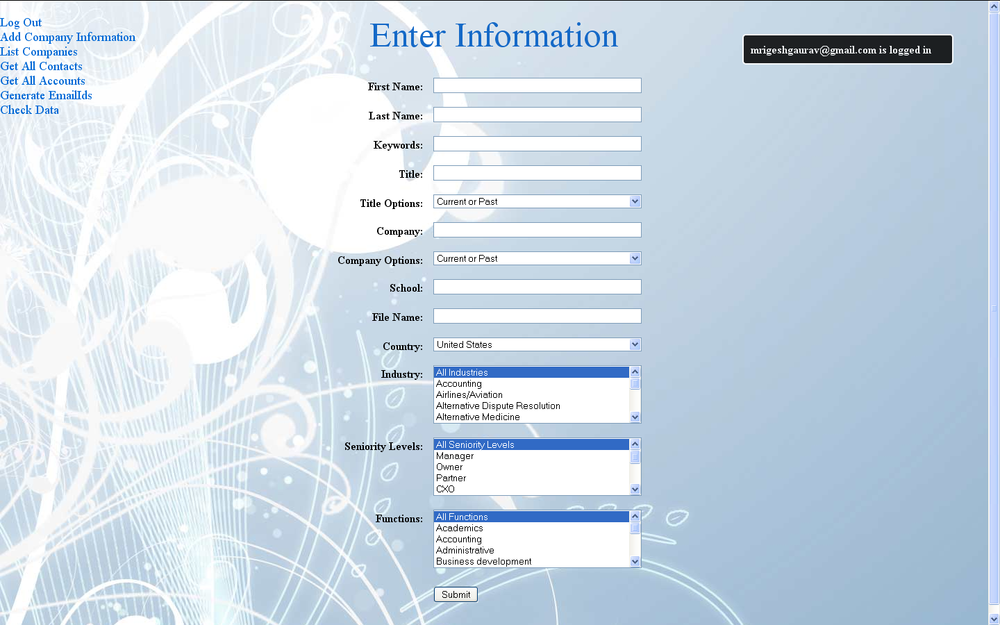 Log Out
Add Company Information
List Companies
Get All Contacts
Get All Accounts
Generate EmailIds
Check Data
Enter Information
mrigeshgaurav@gmail.com is logged in
First Name:
Last Name:
Keywords:
Title:
Title Options: Current or Past
Company:
Company Options: Current or Past
School:
File Name:
Country: United States
Industry: All Industries
Accounting
Airlines/Aviation
Alternative Dispute Resolution
Alternative Medicine
Seniority Levels: All Seniority Levels
Manager
Owner
Partner
CXO
Functions: All Functions
Academics
Accounting
Administrative
Business development
Submit